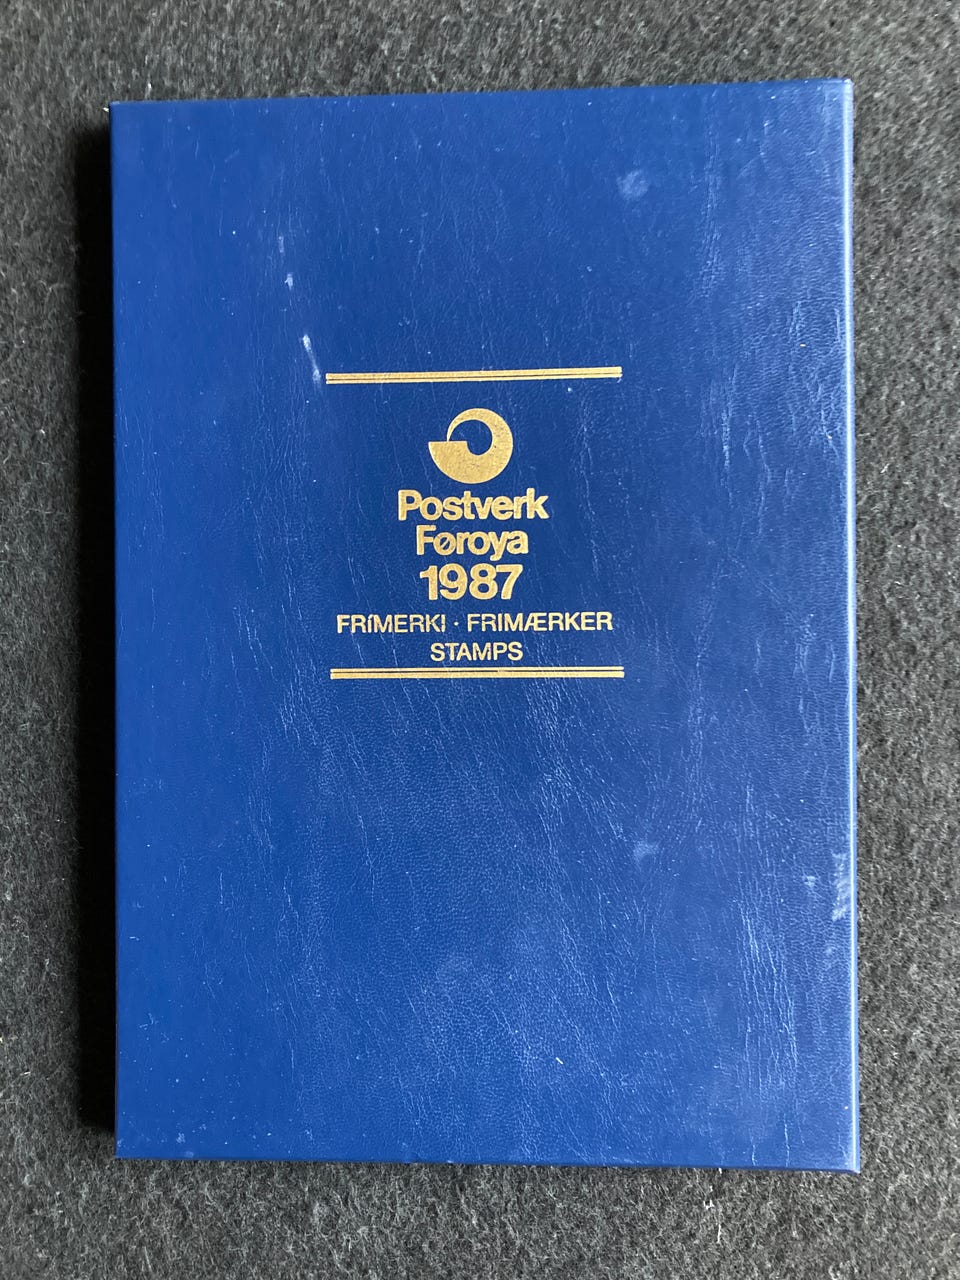 Postverk
Føroya
1987
FRÍMERKI · FRIMÆRKER
STAMPS